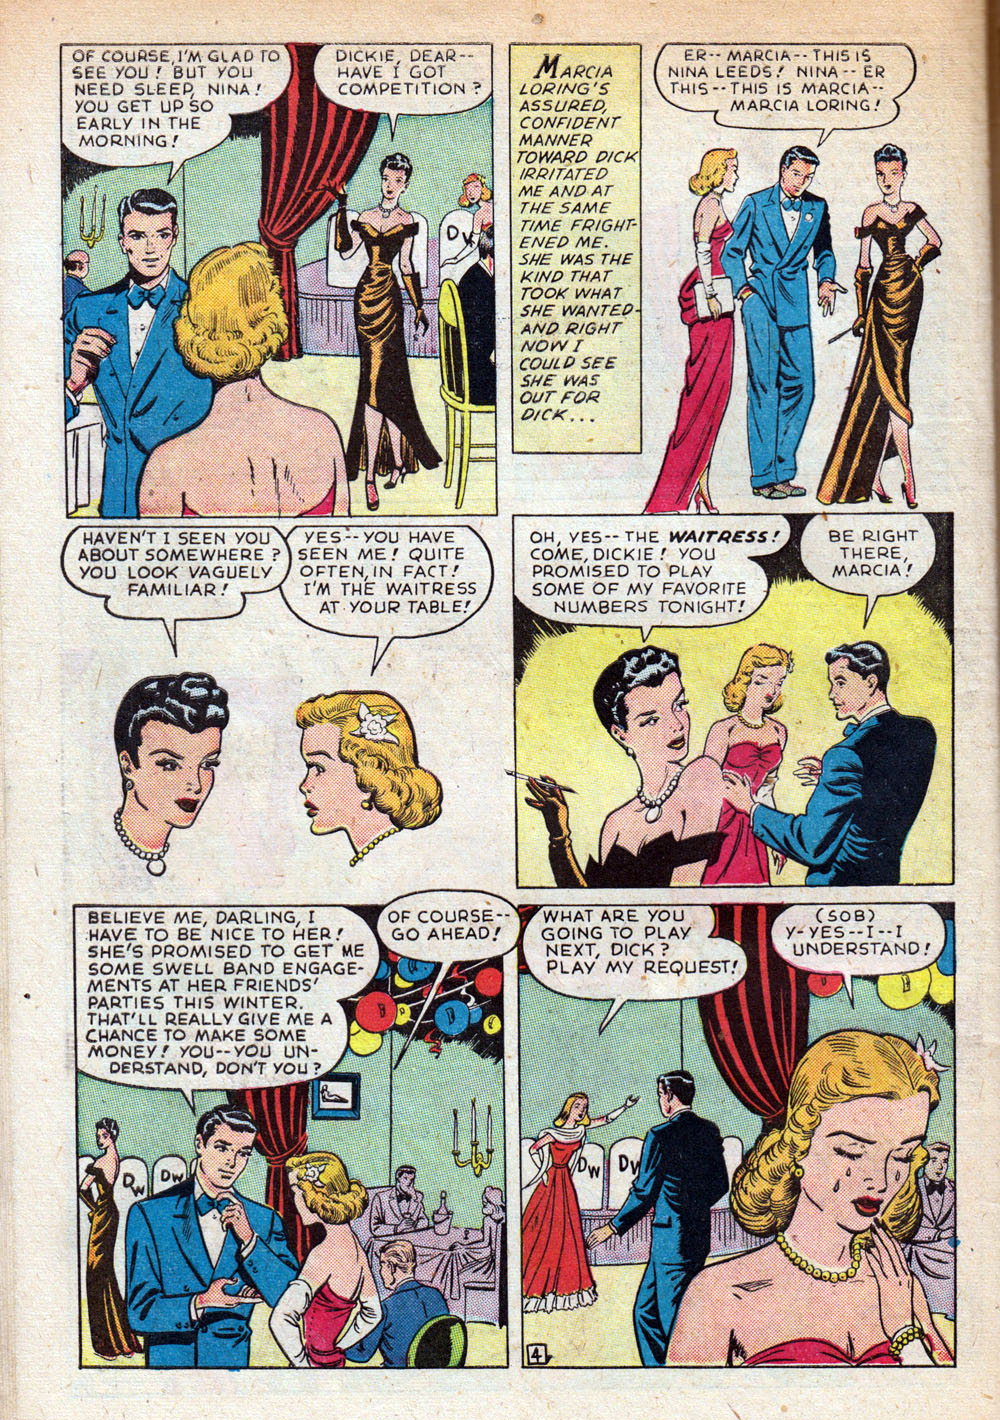 OF COURSE, I'M GLAD TO
SEE YOU! BUT YOU
NEED SLEEP, NINA!
YOU GET UP SO
EARLY IN THE
MORNING!
DICKIE, DEAR--
HAVE I GOT
COMPETITION?
DW
MARCIA
LORING'S
ASSURED,
CONFIDENT
MANNER
TOWARD DICK
IRRITATED
ME AND AT
THE SAME
TIME FRIGHT-
ENED ME.
SHE WAS THE
KIND THAT
TOOK WHAT
SHE WANTED-
AND RIGHT
NOW I
COULD SEE
SHE WAS
OUT FOR
DICK...
ER-- MARCIA-- THIS IS
NINA LEEDS! NINA-- ER
THIS--THIS IS MARCIA--
MARCIA LORING!
HAVEN'T I SEEN YOU
ABOUT SOMEWHERE?
YOU LOOK VAGUELY
FAMILIAR!
YES--YOU HAVE
SEEN ME! QUITE
OFTEN, IN FACT!
I'M THE WAITRESS
AT YOUR TABLE!
OH, YES-- THE WAITRESS!
COME, DICKIE! YOU
PROMISED TO PLAY
SOME OF MY FAVORITE
NUMBERS TONIGHT!
BE RIGHT
THERE,
MARCIA!
BELIEVE ME, DARLING, I
HAVE TO BE NICE TO HER!
SHE'S PROMISED TO GET ME
SOME SWELL BAND ENGAGE-
MENTS AT HER FRIENDS'
PARTIES THIS WINTER.
THAT'LL REALLY GIVE ME A
CHANCE TO MAKE SOME
MONEY! YOU--YOU UN-
DERSTAND, DON'T YOU?
OF COURSE--
GO AHEAD!
DW
DW
WHAT ARE YOU
GOING TO PLAY
NEXT, DICK?
PLAY MY REQUEST!
(SOB)
Y-YES--I--I
UNDERSTAND!
DW
DW
4